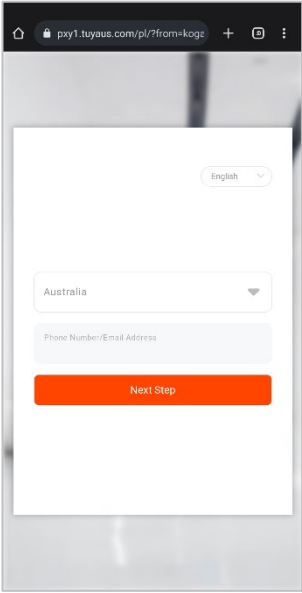 pxy1.tuyaus.com/pl/?from=koga
English
Australia
Phone Number/Email Address
Next Step